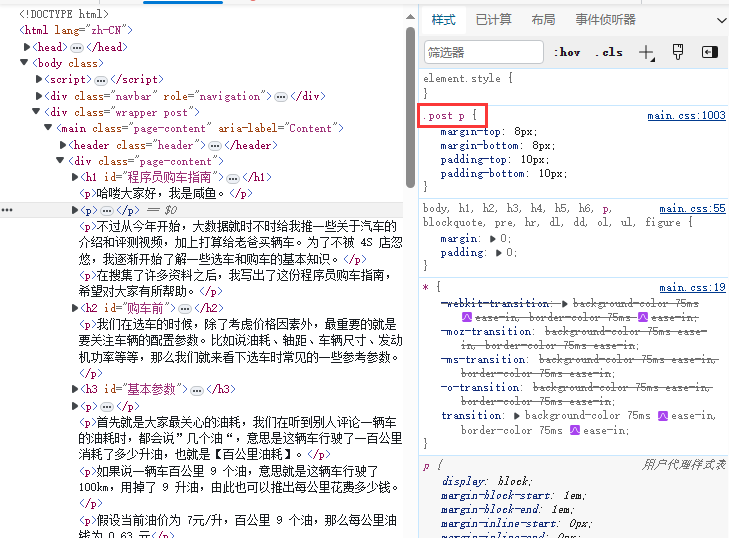 <!DOCTYPE html>
<html lang="zh-CN">
<head> ⋯ </head>
<body class>
<script> ⋯ </script>
<div class="navbar" role="navigation"> ⋯ </div>
<div class="wrapper post">
<main class="page-content" aria-label="Content">
<header class="header"> ⋯ </header>
<div class="page-content">
<h1 id="程序员购车指南"> ⋯ </h1>
<p>哈喽大家好，我是咸鱼。</p>
<p> ⋯ </p> == $0
<p>不过从今年开始，大数据就时不时给我推一些关于汽车的
介绍和评测视频，加上打算给老爸买辆车。为了不被 4S 店忽
悠，我逐渐开始了解一些选车和购车的基本知识。</p>
<p>在搜集了许多资料之后，我写出了这份程序员购车指南，
希望对大家有所帮助。</p>
<h2 id="购车前"> ⋯ </h2>
<p>我们在选车的时候，除了考虑价格因素外，最重要的就是
要关注车辆的配置参数。比如说油耗、轴距、车辆尺寸、发动
机功率等等，那么我们就来看下选车时常见的一些参考参数。
</p>
<h3 id="基本参数"> ⋯ </h3>
<p> ⋯ </p>
<p>首先就是大家最关心的油耗，我们在听到别人评论一辆车
的油耗时，都会说”几个油“，意思是这辆车行驶了一百公里
消耗了多少升油，也就是【百公里油耗】。</p>
<p>如果说一辆车百公里 9 个油，意思就是这辆车行驶了
100km，用掉了 9 升油，由此也可以推出每公里花费多少钱。
</p>
<p>假设当前油价为 7元/升，百公里 9 个油，那么每公里油
钱为 0.63 元</p>
样式 已计算 布局 事件侦听器
筛选器 :hov .cls
element.style {
}
.post p { main.css:1003
margin-top: 8px;
margin-bottom: 8px;
padding-top: 10px;
padding-bottom: 10px;
}
body, h1, h2, h3, h4, h5, h6, p, main.css:55
blockquote, pre, hr, dl, dd, ol, ul, figure {
margin: 0;
padding: 0;
}
* { main.css:19
-webkit-transition: background-color 75ms
ease-in, border-color 75ms ease-in;
-moz-transition: background-color 75ms ease-
in, border-color 75ms ease-in;
-ms-transition: background-color 75ms ease-in,
border-color 75ms ease-in;
-o-transition: background-color 75ms ease-in,
border-color 75ms ease-in;
transition: background-color 75ms ease-in,
border-color 75ms ease-in;
}
p { 用户代理样式表
display: block;
margin-block-start: 1em;
margin-block-end: 1em;
margin-inline-start: 0px;
margin-inline-end: 0px;